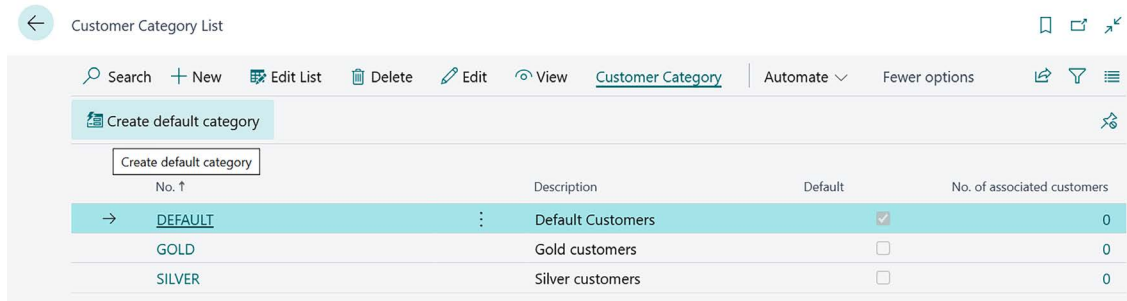 Customer Category List
Search New Edit List Delete Edit View Customer Category Automate Fewer options
Create default category
Create default category
No. ↑ Description Default No. of associated customers
→ DEFAULT Default Customers 0
GOLD Gold customers 0
SILVER Silver customers 0